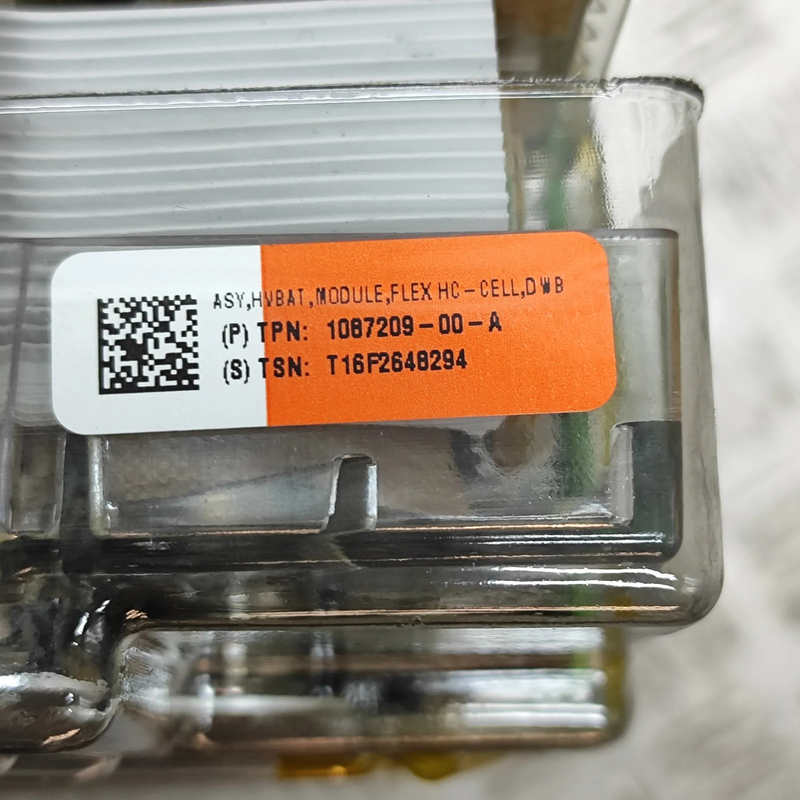 ASY,HVBAT,MODULE,FLEX HC-CELL,DWB
(P) TPN: 1087209-00-A
(S) TSN: T16F2648294